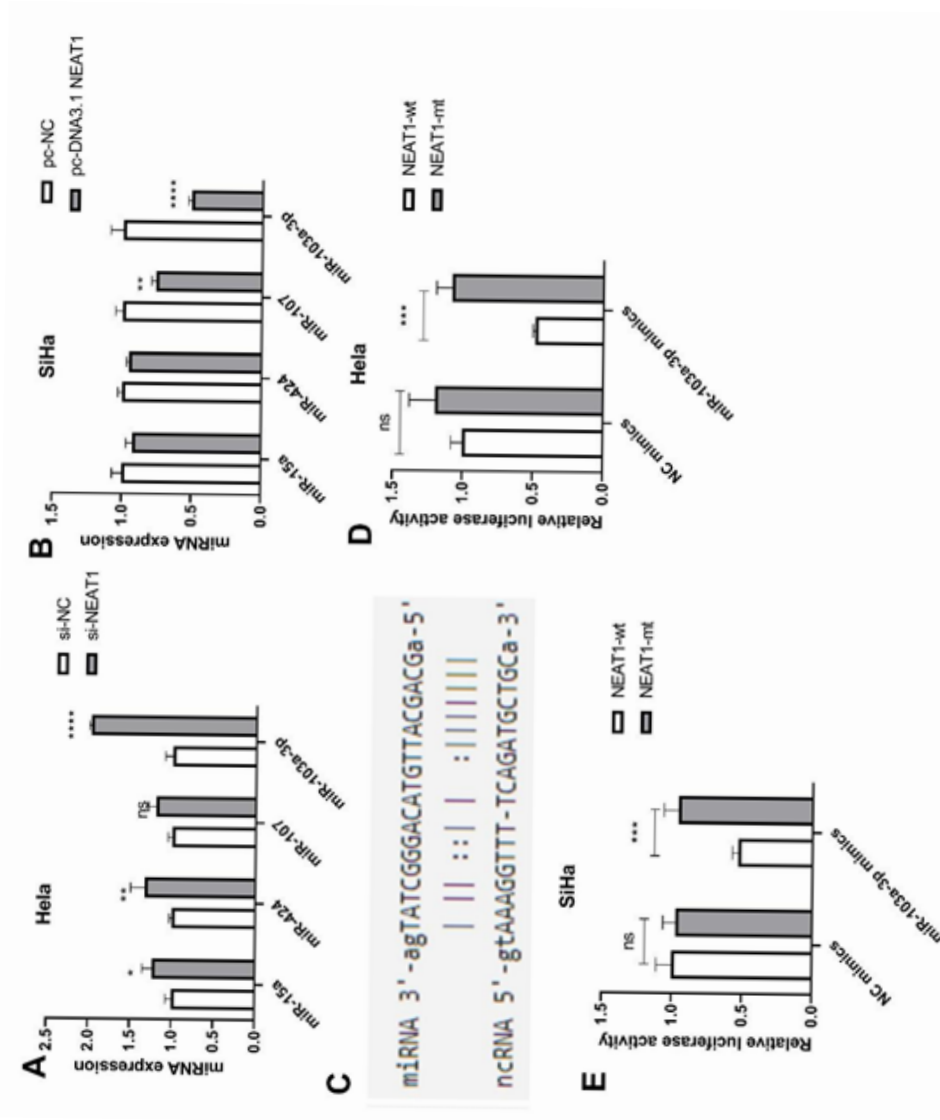 A
Hela
si-NC
si-NEAT1
miRNA expression
2.5
2.0
1.5
1.0
0.5
0.0
*
**
ns
****
miR-15a
miR-424
miR-107
miR-103a-3p
B
SiHa
pc-NC
pc-DNA3.1 NEAT1
miRNA expression
1.5
1.0
0.5
0.0
**
****
miR-15a
miR-424
miR-107
miR-103a-3p
C
miRNA 3'-agTATCGGGACATGTTACGACGa-5'
ncRNA 5'-gtAAAGGTTT-TCAGATGCTGCa-3'
D
Hela
NEAT1-wt
NEAT1-mt
Relative luciferase activity
1.5
1.0
0.5
0.0
ns
***
NC mimics
miR-103a-3p mimics
E
SiHa
NEAT1-wt
NEAT1-mt
Relative luciferase activity
1.5
1.0
0.5
0.0
ns
***
NC mimics
miR-103a-3p mimics